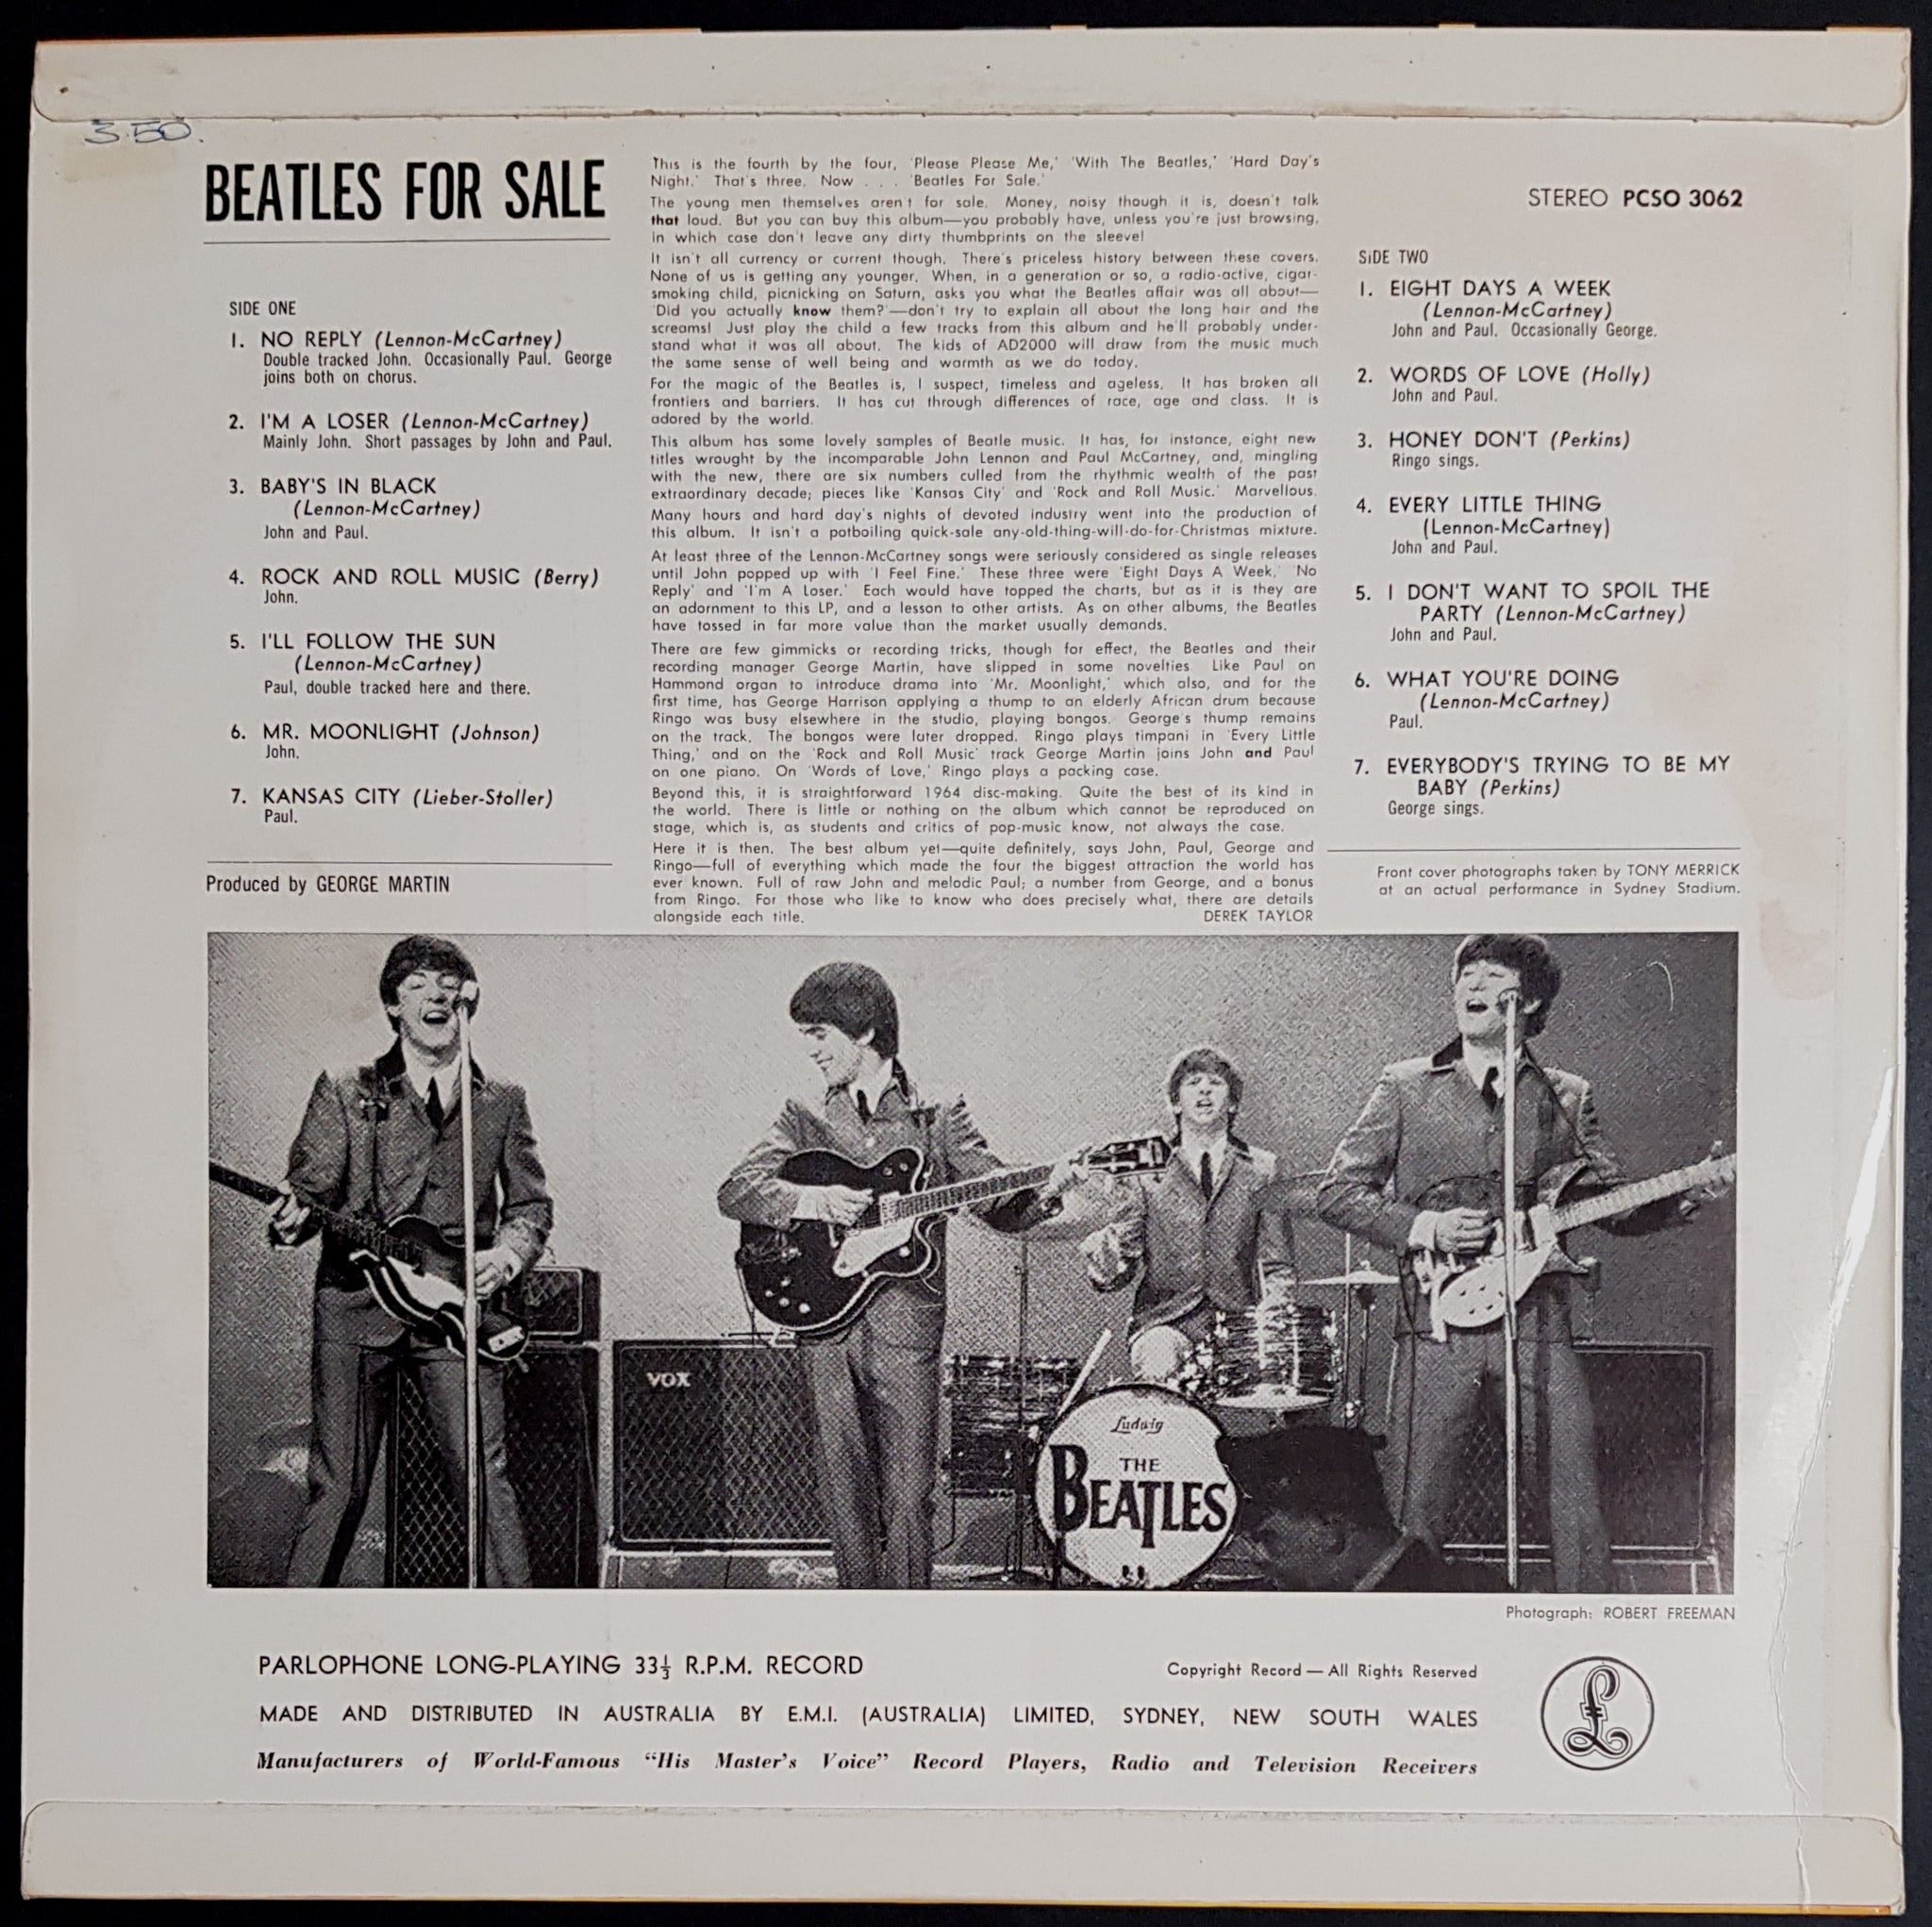 3.50.
BEATLES FOR SALE
SIDE ONE
1. NO REPLY (Lennon-McCartney)
Double tracked John. Occasionally Paul. George
joins both on chorus.
2. I'M A LOSER (Lennon-McCartney)
Mainly John. Short passages by John and Paul.
3. BABY'S IN BLACK
(Lennon-McCartney)
John and Paul.
4. ROCK AND ROLL MUSIC (Berry)
John.
5. I'LL FOLLOW THE SUN
(Lennon-McCartney)
Paul, double tracked here and there.
6. MR. MOONLIGHT (Johnson)
John.
7. KANSAS CITY (Lieber-Stoller)
Paul.
Produced by GEORGE MARTIN
This is the fourth by the four, 'Please Please Me,' 'With The Beatles,' 'Hard Day's
Night.' That's three. Now . . . 'Beatles For Sale.'
The young men themselves aren't for sale. Money, noisy though it is, doesn't talk
that loud. But you can buy this album—you probably have, unless you're just browsing,
in which case don't leave any dirty thumbprints on the sleeve!
It isn't all currency or current though. There's priceless history between these covers.
None of us is getting any younger. When, in a generation or so, a radio-active, cigar-
smoking child, picnicking on Saturn, asks you what the Beatles affair was all about—
'Did you actually know them?'—don't try to explain all about the long hair and the
screams! Just play the child a few tracks from this album and he'll probably under-
stand what it was all about. The kids of AD2000 will draw from the music much
the same sense of well being and warmth as we do today.
For the magic of the Beatles is, I suspect, timeless and ageless. It has broken all
frontiers and barriers. It has cut through differences of race, age and class. It is
adored by the world.
This album has some lovely samples of Beatle music. It has, for instance, eight new
titles wrought by the incomparable John Lennon and Paul McCartney, and, mingling
with the new, there are six numbers culled from the rhythmic wealth of the past
extraordinary decade; pieces like 'Kansas City' and 'Rock and Roll Music.' Marvellous.
Many hours and hard day's nights of devoted industry went into the production of
this album. It isn't a potboiling quick-sale any-old-thing-will-do-for-Christmas mixture.
At least three of the Lennon-McCartney songs were seriously considered as single releases
until John popped up with 'I Feel Fine.' These three were 'Eight Days A Week,' 'No
Reply' and 'I'm A Loser.' Each would have topped the charts, but as it is they are
an adornment to this LP, and a lesson to other artists. As on other albums, the Beatles
have tossed in far more value than the market usually demands.
There are few gimmicks or recording tricks, though for effect, the Beatles and their
recording manager George Martin, have slipped in some novelties. Like Paul on
Hammond organ to introduce drama into 'Mr. Moonlight,' which also, and for the
first time, has George Harrison applying a thump to an elderly African drum because
Ringo was busy elsewhere in the studio, playing bongos. George's thump remains
on the track. The bongos were later dropped. Ringo plays timpani in 'Every Little
Thing,' and on the 'Rock and Roll Music' track George Martin joins John and Paul
on one piano. On 'Words of Love,' Ringo plays a packing case.
Beyond this, it is straightforward 1964 disc-making. Quite the best of its kind in
the world. There is little or nothing on the album which cannot be reproduced on
stage, which is, as students and critics of pop-music know, not always the case.
Here it is then. The best album yet—quite definitely, says John, Paul, George and
Ringo—full of everything which made the four the biggest attraction the world has
ever known. Full of raw John and melodic Paul; a number from George, and a bonus
from Ringo. For those who like to know who does precisely what, there are details
alongside each title. DEREK TAYLOR
STEREO PCSO 3062
SIDE TWO
1. EIGHT DAYS A WEEK
(Lennon-McCartney)
John and Paul. Occasionally George.
2. WORDS OF LOVE (Holly)
John and Paul.
3. HONEY DON'T (Perkins)
Ringo sings.
4. EVERY LITTLE THING
(Lennon-McCartney)
John and Paul.
5. I DON'T WANT TO SPOIL THE
PARTY (Lennon-McCartney)
John and Paul.
6. WHAT YOU'RE DOING
(Lennon-McCartney)
Paul.
7. EVERYBODY'S TRYING TO BE MY
BABY (Perkins)
George sings.
Front cover photographs taken by TONY MERRICK
at an actual performance in Sydney Stadium.
VOX
Ludwig
THE
BEATLES
Photograph: ROBERT FREEMAN
PARLOPHONE LONG-PLAYING 33⅓ R.P.M. RECORD
Copyright Record — All Rights Reserved
MADE AND DISTRIBUTED IN AUSTRALIA BY E.M.I. (AUSTRALIA) LIMITED, SYDNEY, NEW SOUTH WALES
Manufacturers of World-Famous "His Master's Voice" Record Players, Radio and Television Receivers
£